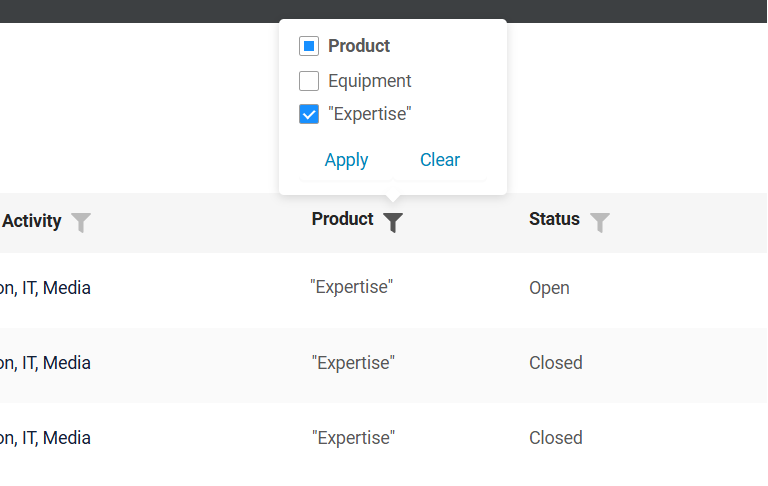 Product
Equipment
"Expertise"
Apply Clear
Activity Product Status
on, IT, Media "Expertise" Open
on, IT, Media "Expertise" Closed
on, IT, Media "Expertise" Closed